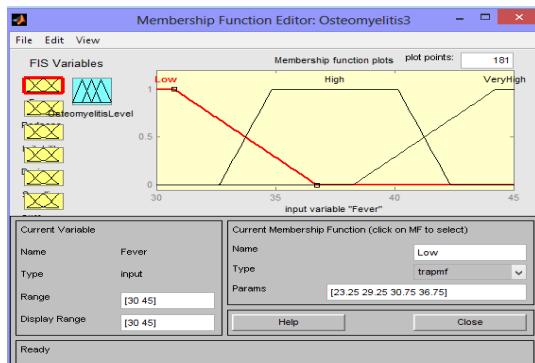 Membership Function Editor: Osteomyelitis3
File Edit View
FIS Variables
Membership function plots plot points: 181
OsteomyelitisLevel
Low High VeryHigh
1
0.5
0
30 35 40 45
input variable "Fever"
Current Variable
Name Fever
Type input
Range [30 45]
Display Range [30 45]
Current Membership Function (click on MF to select)
Name Low
Type trapmf
Params [23.25 29.25 30.75 36.75]
Help Close
Ready